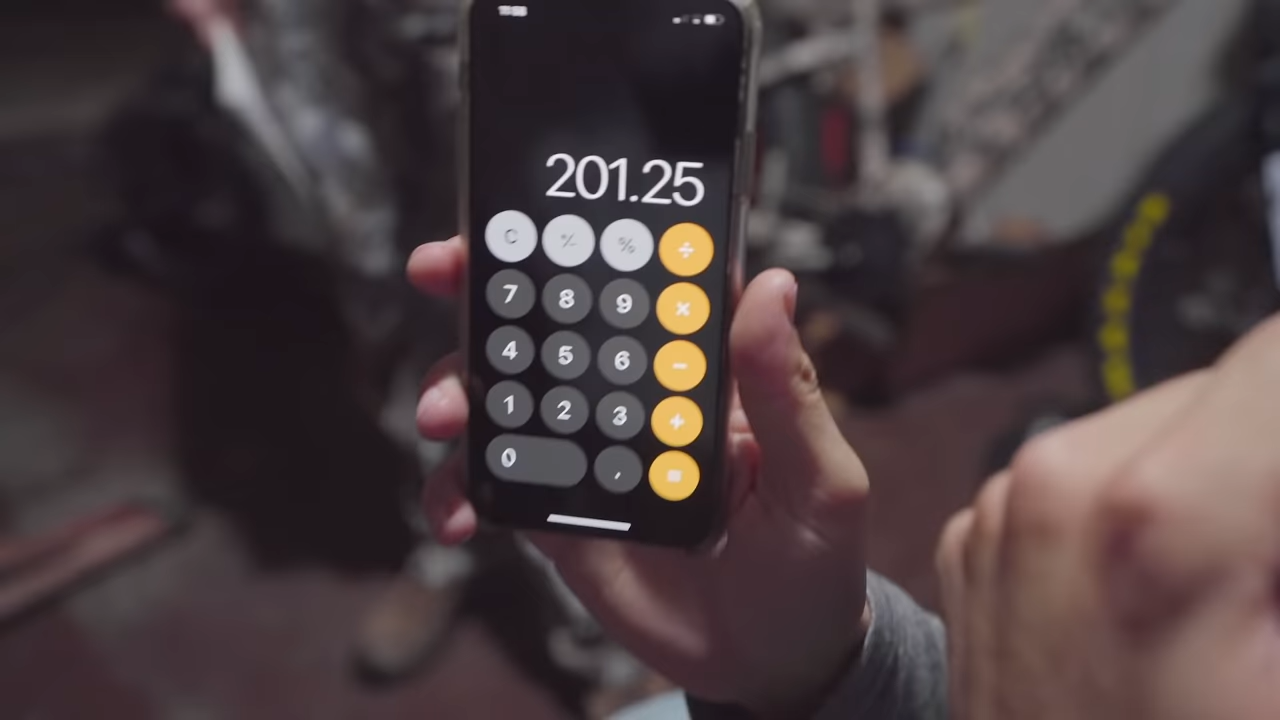 201.25
C +/- % ÷
7 8 9 ×
4 5 6 −
1 2 3 +
0 , =